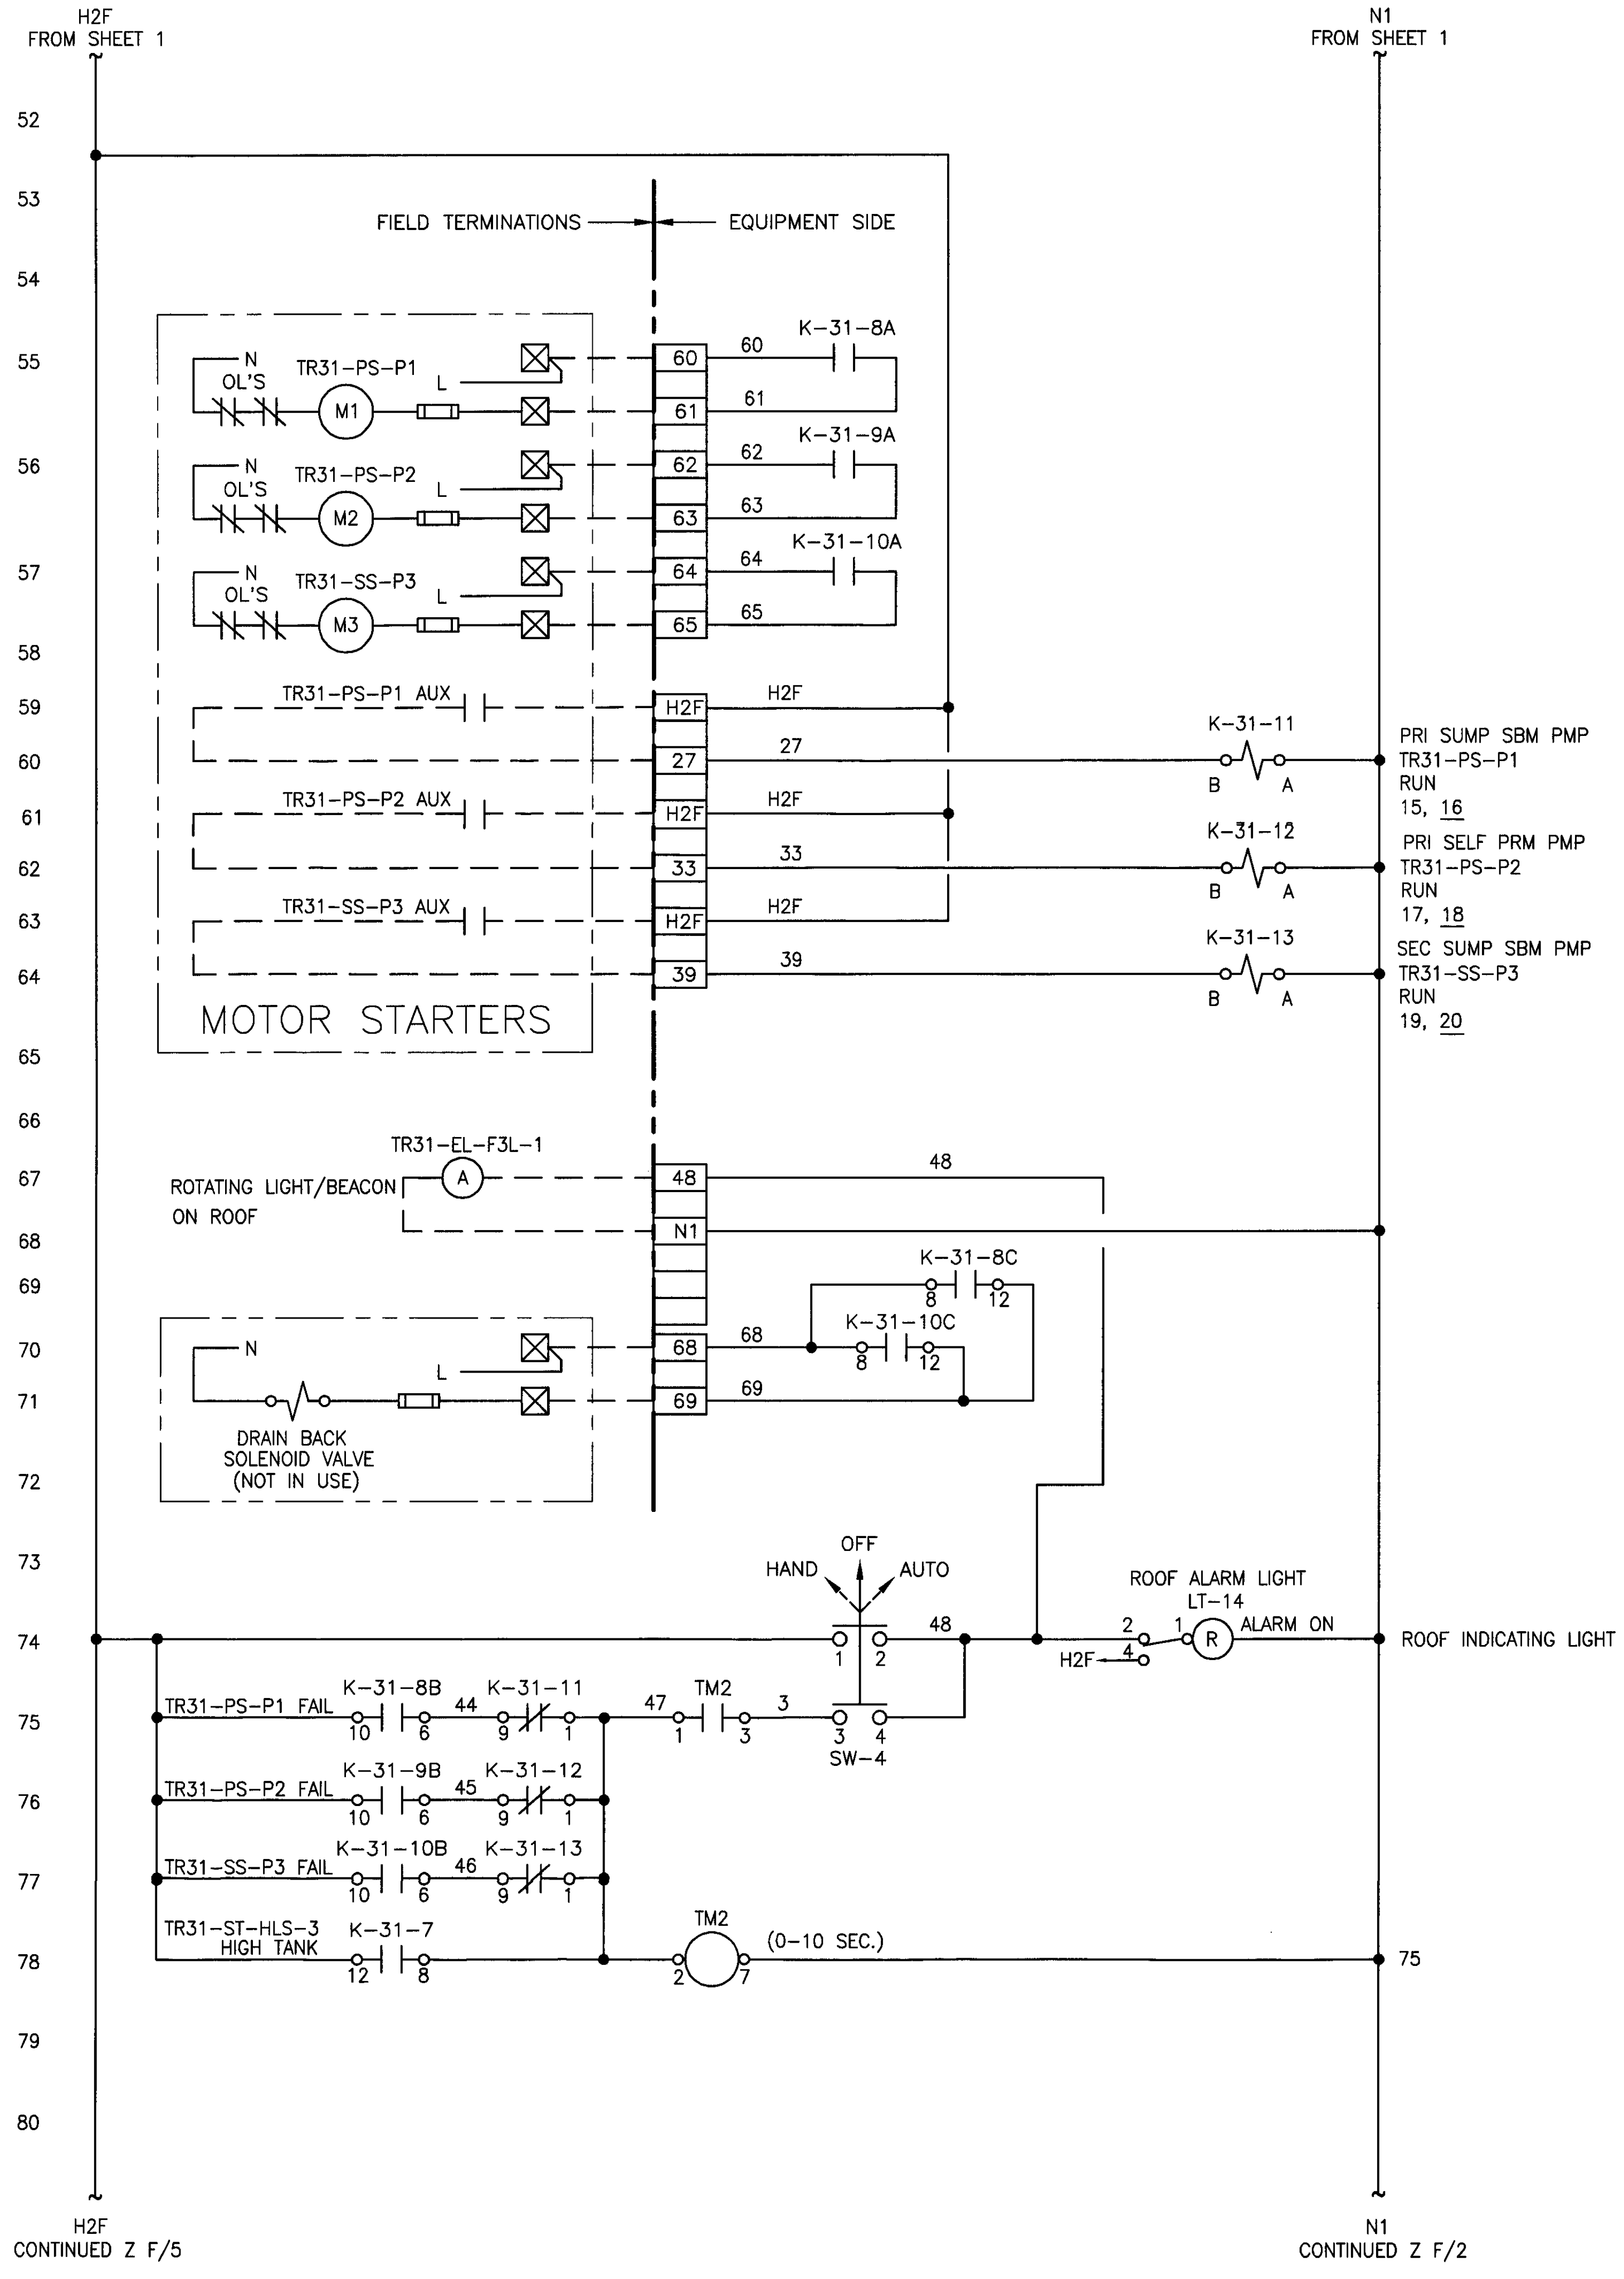 H2F
FROM SHEET 1
N1
FROM SHEET 1
52
53
FIELD TERMINATIONS
EQUIPMENT SIDE
54
K-31-8A
55
N
TR31-PS-P1
60
60
OL'S
L
M1
61
61
K-31-9A
56
N
TR31-PS-P2
62
62
OL'S
L
M2
63
63
K-31-10A
57
N
TR31-SS-P3
64
64
OL'S
L
M3
65
65
58
59
TR31-PS-P1 AUX
H2F
H2F
K-31-11
PRI SUMP SBM PMP
60
27
27
TR31-PS-P1
B
A
RUN
15, 16
61
TR31-PS-P2 AUX
H2F
H2F
K-31-12
PRI SELF PRM PMP
62
33
33
TR31-PS-P2
B
A
RUN
17, 18
63
TR31-SS-P3 AUX
H2F
H2F
K-31-13
SEC SUMP SBM PMP
64
39
39
TR31-SS-P3
B
A
RUN
19, 20
MOTOR STARTERS
65
66
TR31-EL-F3L-1
67
ROTATING LIGHT/BEACON
ON ROOF
A
48
48
68
N1
69
K-31-8C
8
12
K-31-10C
70
N
68
68
8
12
L
71
69
69
DRAIN BACK
SOLENOID VALVE
(NOT IN USE)
72
73
OFF
HAND
AUTO
ROOF ALARM LIGHT
LT-14
74
1
2
48
2
1
R
ALARM ON
ROOF INDICATING LIGHT
H2F
4
75
TR31-PS-P1 FAIL
K-31-8B
44
K-31-11
47
TM2
3
10
6
9
1
1
3
3
4
SW-4
76
TR31-PS-P2 FAIL
K-31-9B
45
K-31-12
10
6
9
1
77
TR31-SS-P3 FAIL
K-31-10B
46
K-31-13
10
6
9
1
78
TR31-ST-HLS-3
HIGH TANK
K-31-7
12
8
TM2
2
7
(0-10 SEC.)
75
79
80
H2F
CONTINUED Z F/5
N1
CONTINUED Z F/2